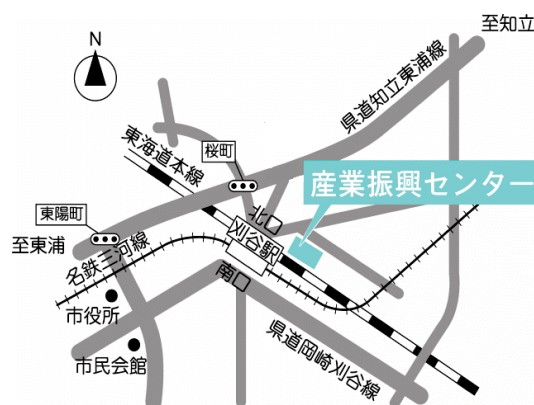 N
至知立
県道知立東浦線
桜町
東海道本線
産業振興センター
東陽町
北口
至東浦
名鉄三河線
刈谷駅
南口
市役所
県道岡崎刈谷線
市民会館